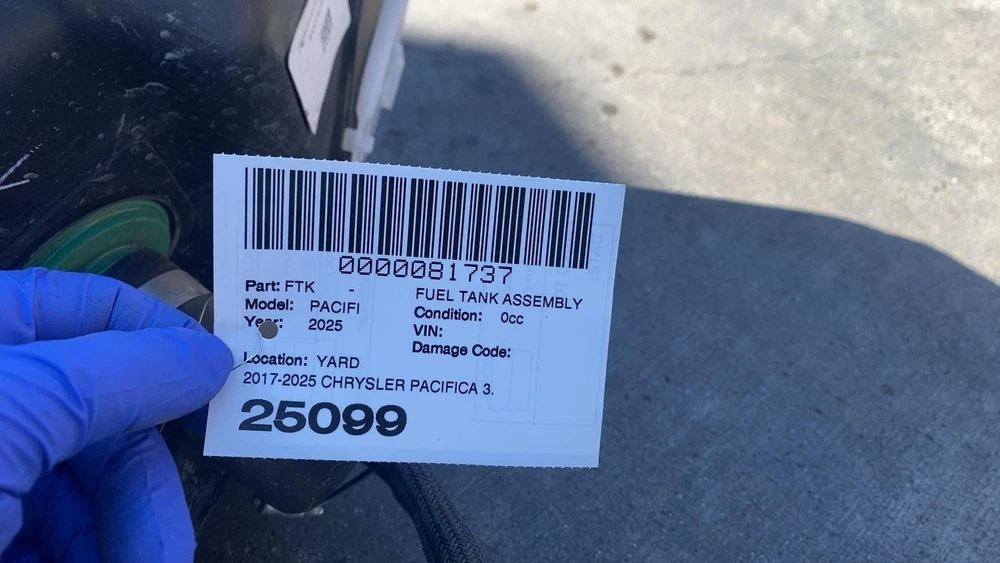 0000081737
Part: FTK - FUEL TANK ASSEMBLY
Model: PACIFI Condition: 0cc
Year: 2025 VIN:
Damage Code:
Location: YARD
2017-2025 CHRYSLER PACIFICA 3.
25099